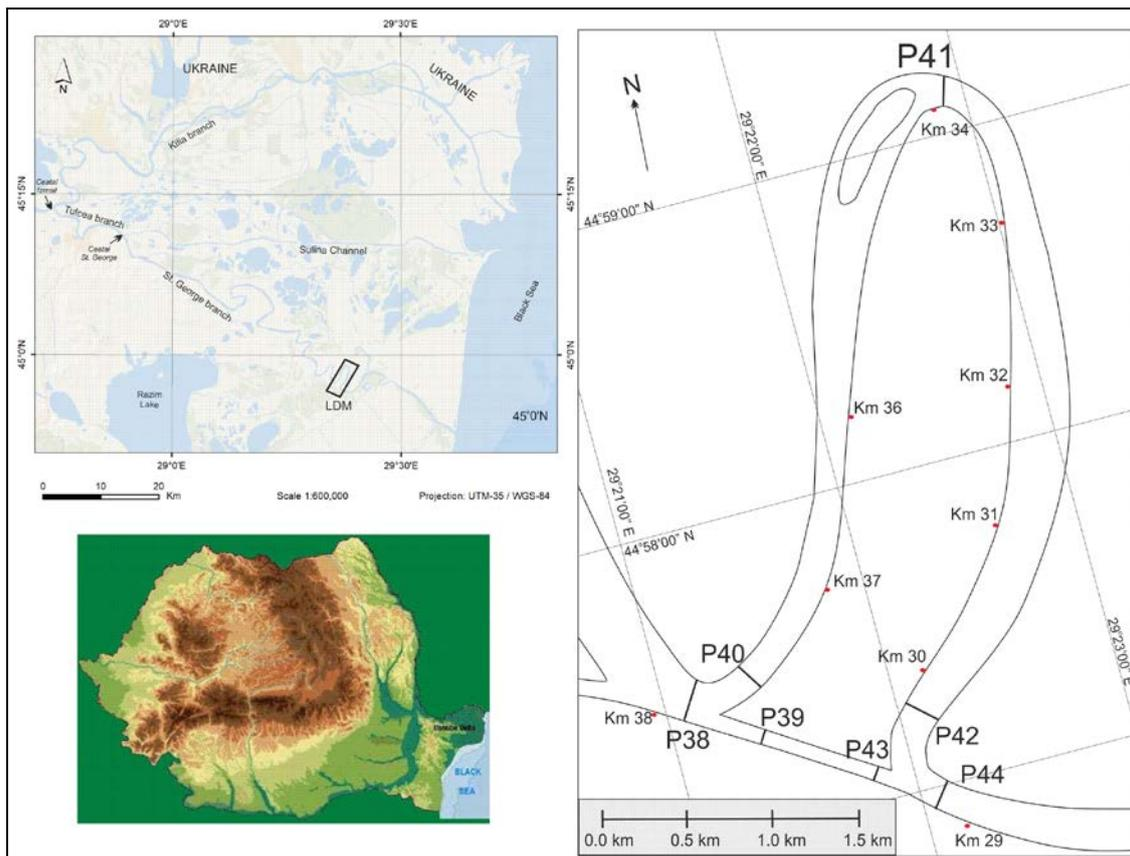 29°0'E
29°30'E
UKRAINE
UKRAINE
N
Kilia branch
45°15'N
45°15'N
Ceatal
Izmail
Tulcea branch
Ceatal
St. George
Sulina Channel
St. George branch
Black Sea
45°0'N
Razim
Lake
LDM
45°0'N
29°0'E
29°30'E
0 10 20
Km
Scale 1:600,000
Projection: UTM-35 / WGS-84
Danube Delta
BLACK
SEA
P41
N
Km 34
29°22'00" E
44°59'00" N
Km 33
Km 32
Km 36
29°21'00" E
Km 31
44°58'00" N
Km 37
29°23'00" E
P40
Km 30
Km 38
P38
P39
P43
P42
P44
0.0 km 0.5 km 1.0 km 1.5 km
Km 29